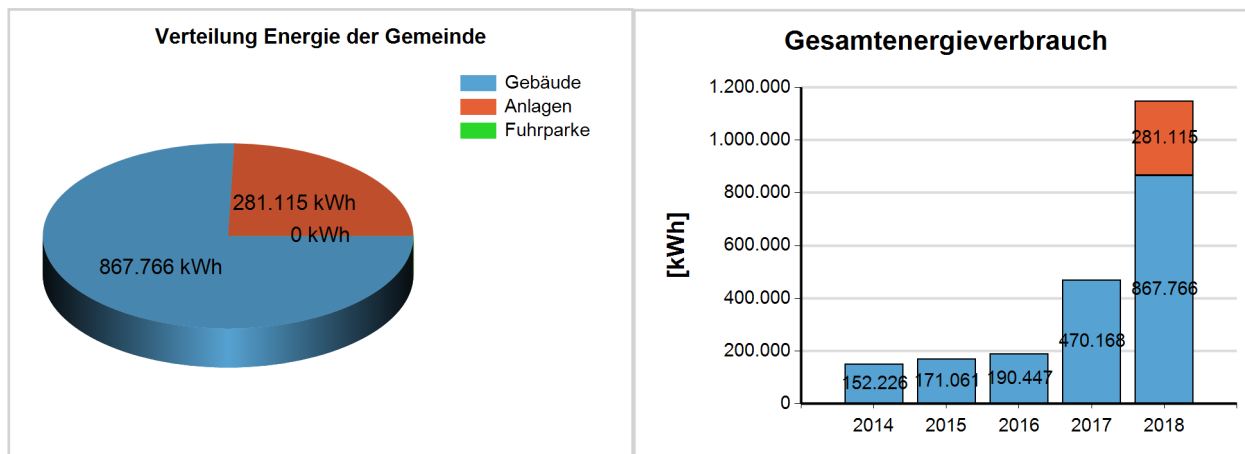 Verteilung Energie der Gemeinde
Gebäude
Anlagen
Fuhrparke
281.115 kWh
0 kWh
867.766 kWh
Gesamtenergieverbrauch
[kWh]
1.200.000
1.000.000
800.000
600.000
400.000
200.000
0
281.115
867.766
470.168
152.226
171.061
190.447
2014
2015
2016
2017
2018